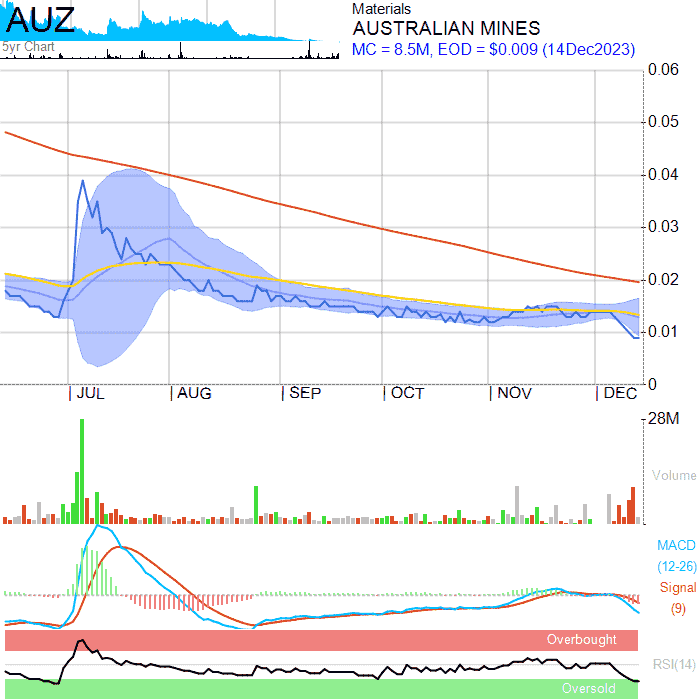 AUZ
5yr Chart
Materials
AUSTRALIAN MINES
MC = 8.5M, EOD = $0.009 (14Dec2023)
0.06
0.05
0.04
0.03
0.02
0.01
0
JUL AUG SEP OCT NOV DEC
28M
Volume
MACD
(12-26)
Signal
(9)
Overbought
RSI(14)
Oversold